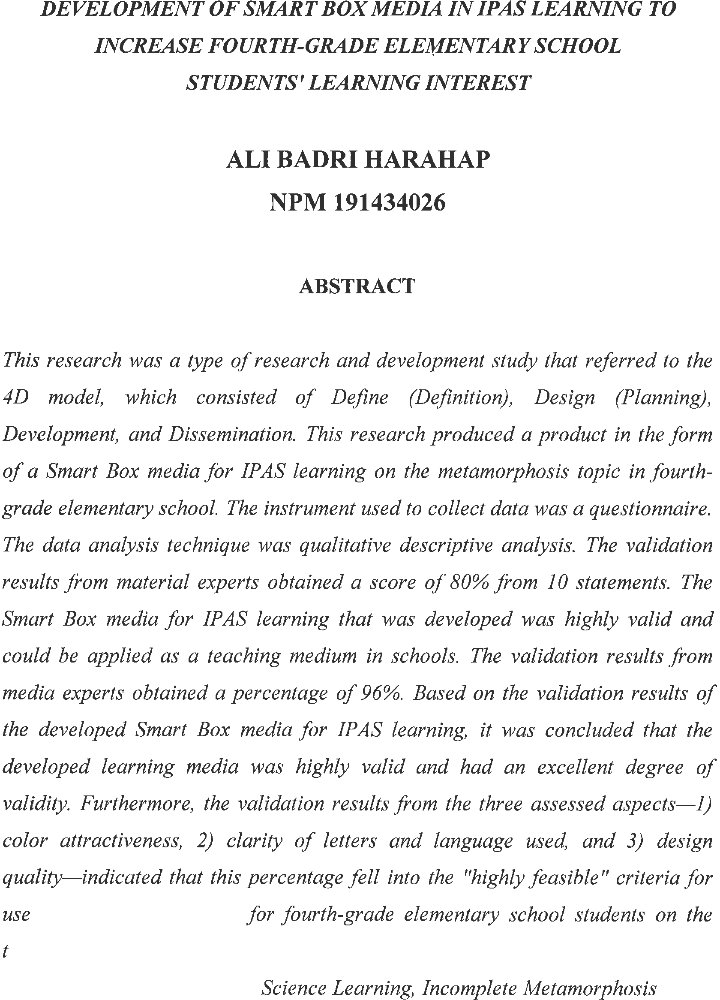 DEVELOPMENT OF SMART BOX MEDIA IN IPAS LEARNING TO
INCREASE FOURTH-GRADE ELEMENTARY SCHOOL
STUDENTS' LEARNING INTEREST
ALI BADRI HARAHAP
NPM 191434026
ABSTRACT
This research was a type of research and development study that referred to the
4D model, which consisted of Define (Definition), Design (Planning),
Development, and Dissemination. This research produced a product in the form
of a Smart Box media for IPAS learning on the metamorphosis topic in fourth-
grade elementary school. The instrument used to collect data was a questionnaire.
The data analysis technique was qualitative descriptive analysis. The validation
results from material experts obtained a score of 80% from 10 statements. The
Smart Box media for IPAS learning that was developed was highly valid and
could be applied as a teaching medium in schools. The validation results from
media experts obtained a percentage of 96%. Based on the validation results of
the developed Smart Box media for IPAS learning, it was concluded that the
developed learning media was highly valid and had an excellent degree of
validity. Furthermore, the validation results from the three assessed aspects—1)
color attractiveness, 2) clarity of letters and language used, and 3) design
quality—indicated that this percentage fell into the "highly feasible" criteria for
use for fourth-grade elementary school students on the
t
Science Learning, Incomplete Metamorphosis